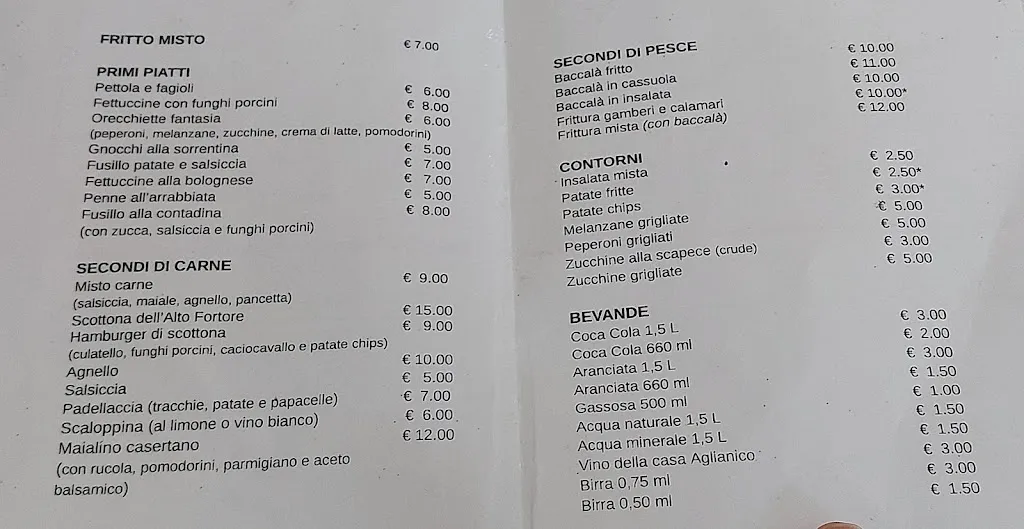 FRITTO MISTO € 7.00
PRIMI PIATTI
Pettola e fagioli € 6.00
Fettuccine con funghi porcini € 8.00
Orecchiette fantasia € 6.00
(peperoni, melanzane, zucchine, crema di latte, pomodorini)
Gnocchi alla sorrentina € 5.00
Fusillo patate e salsiccia € 7.00
Fettuccine alla bolognese € 7.00
Penne all'arrabbiata € 5.00
Fusillo alla contadina € 8.00
(con zucca, salsiccia e funghi porcini)
SECONDI DI CARNE
Misto carne € 9.00
(salsiccia, maiale, agnello, pancetta)
Scottona dell'Alto Fortore € 15.00
Hamburger di scottona € 9.00
(culatello, funghi porcini, caciocavallo e patate chips)
Agnello € 10.00
Salsiccia € 5.00
Padellaccia (tracchie, patate e papacelle) € 7.00
Scaloppina (al limone o vino bianco) € 6.00
Maialino casertano € 12.00
(con rucola, pomodorini, parmigiano e aceto
balsamico)
SECONDI DI PESCE
Baccalà fritto € 10.00
Baccalà in cassuola € 11.00
Baccalà in insalata € 10.00
Frittura gamberi e calamari € 10.00*
Frittura mista (con baccalà) € 12.00
CONTORNI
Insalata mista € 2.50
Patate fritte € 2.50*
Patate chips € 3.00*
Melanzane grigliate € 5.00
Peperoni grigliati € 5.00
Zucchine alla scapece (crude) € 3.00
Zucchine grigliate € 5.00
BEVANDE
Coca Cola 1,5 L € 3.00
Coca Cola 660 ml € 2.00
Aranciata 1,5 L € 3.00
Aranciata 660 ml € 1.50
Gassosa 500 ml € 1.00
Acqua naturale 1,5 L € 1.50
Acqua minerale 1,5 L € 1.50
Vino della casa Aglianico € 3.00
Birra 0,75 ml € 3.00
Birra 0,50 ml € 1.50